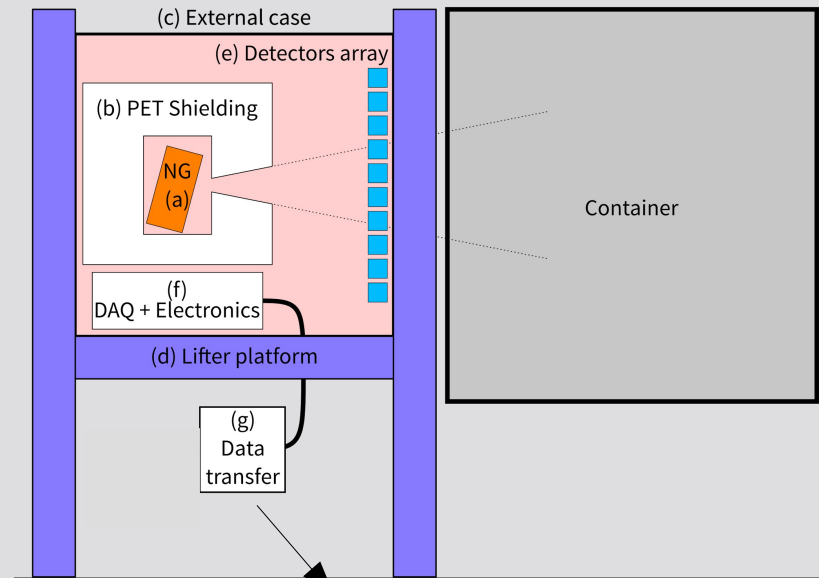 (c) External case
(e) Detectors array
(b) PET Shielding
NG
(a)
Container
(f)
DAQ + Electronics
(d) Lifter platform
(g)
Data
transfer